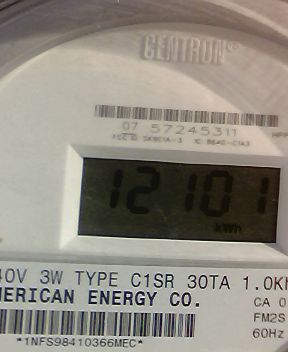 CENTRON®
07 57245311
12101
kWh
40V 3W TYPE C1SR 30TA 1.0K
MERICAN ENERGY CO.
CA 0
FM2S
60Hz
*1NFS98410366MEC*